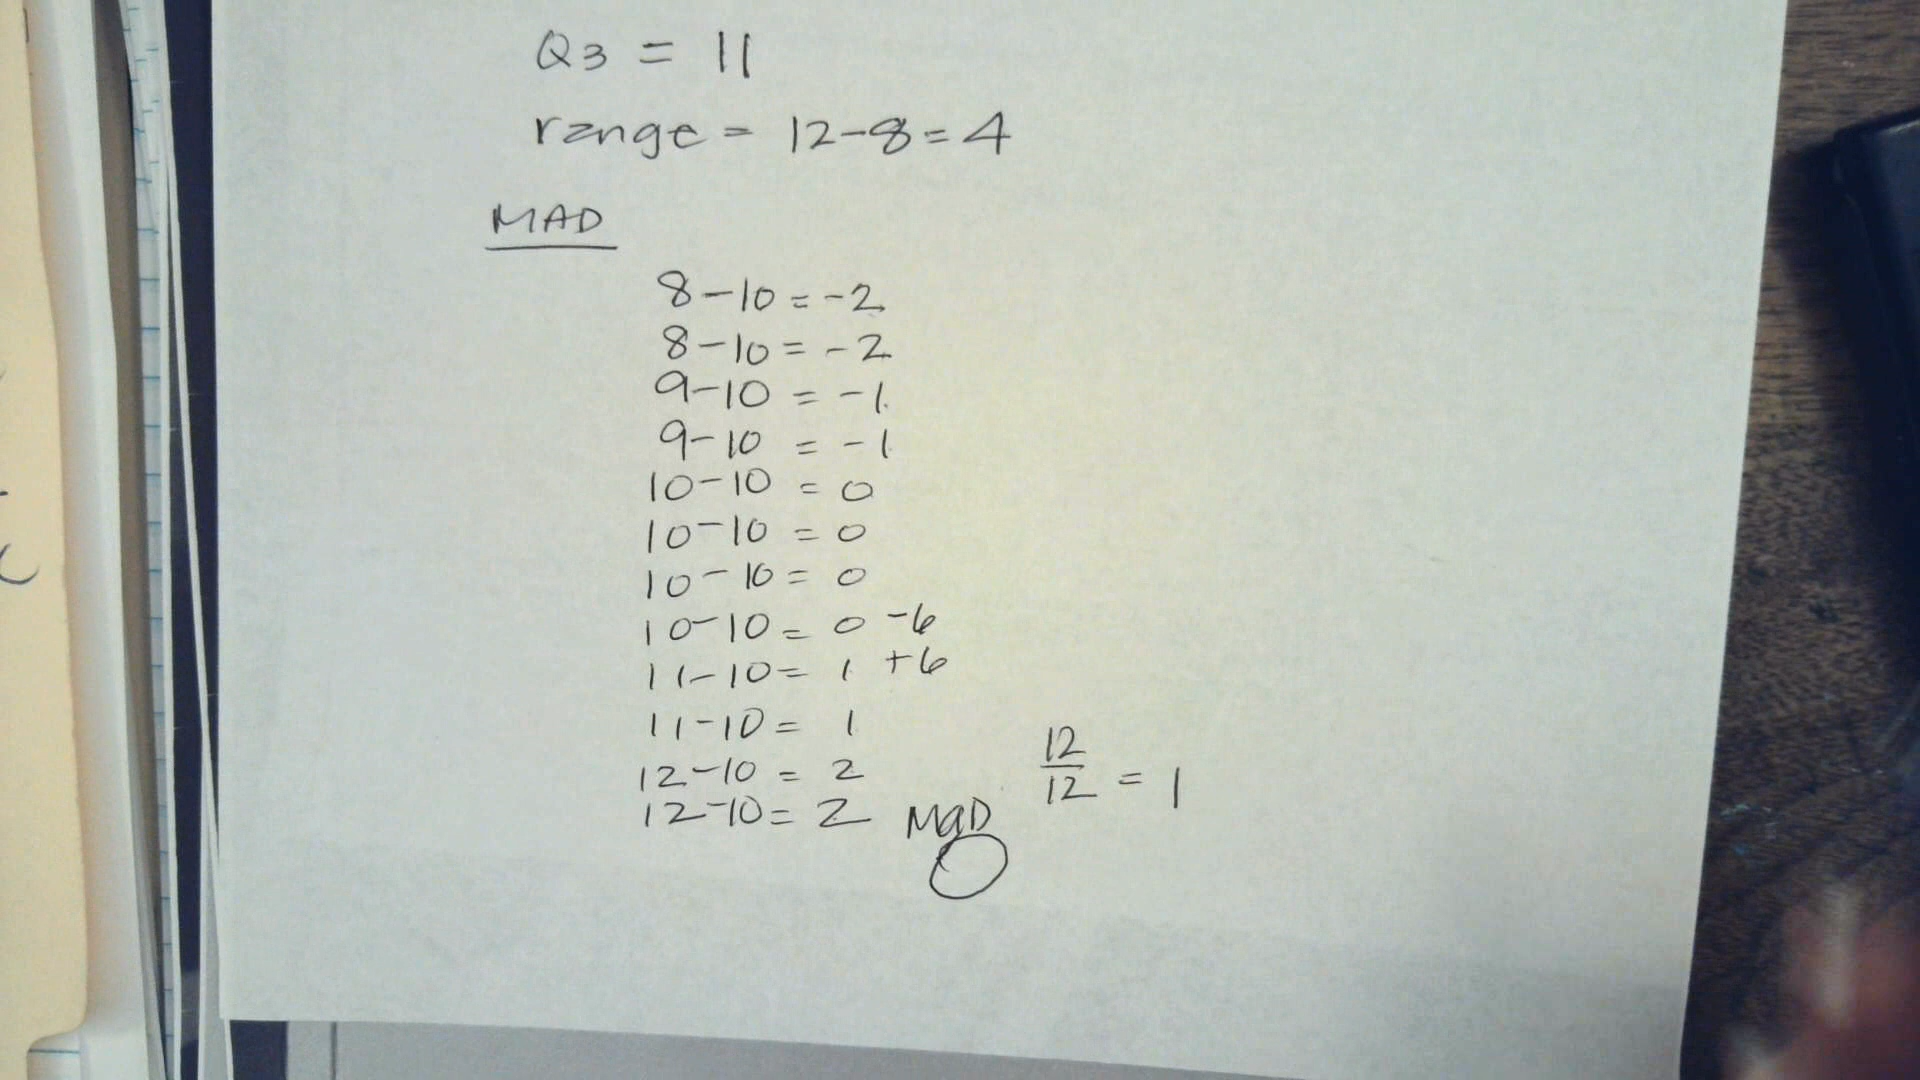 Q3 = 11
range = 12-8=4
MAD
8-10=-2
8-10=-2
9-10 = -1
9-10 = -1
10-10 = 0
10-10 = 0
10-10= 0
10-10= 0 -6
11-10= 1 +6
11-10= 1
12-10 = 2
12-10= 2 MaD
12
12 = 1